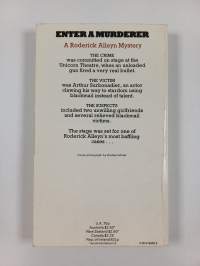 ENTER A MURDERER
A Roderick Alleyn Mystery
THE CRIME
was committed on stage at the
Unicorn Theatre, when an unloaded
gun fired a very real bullet.
THE VICTIM
was Arthur Surbonadier, an actor
clawing his way to stardom using
blackmail instead of talent.
THE SUSPECTS
included two unwilling girlfriends
and several relieved blackmail
victims.
The stage was set for one of
Roderick Alleyn's most baffling
cases . . .